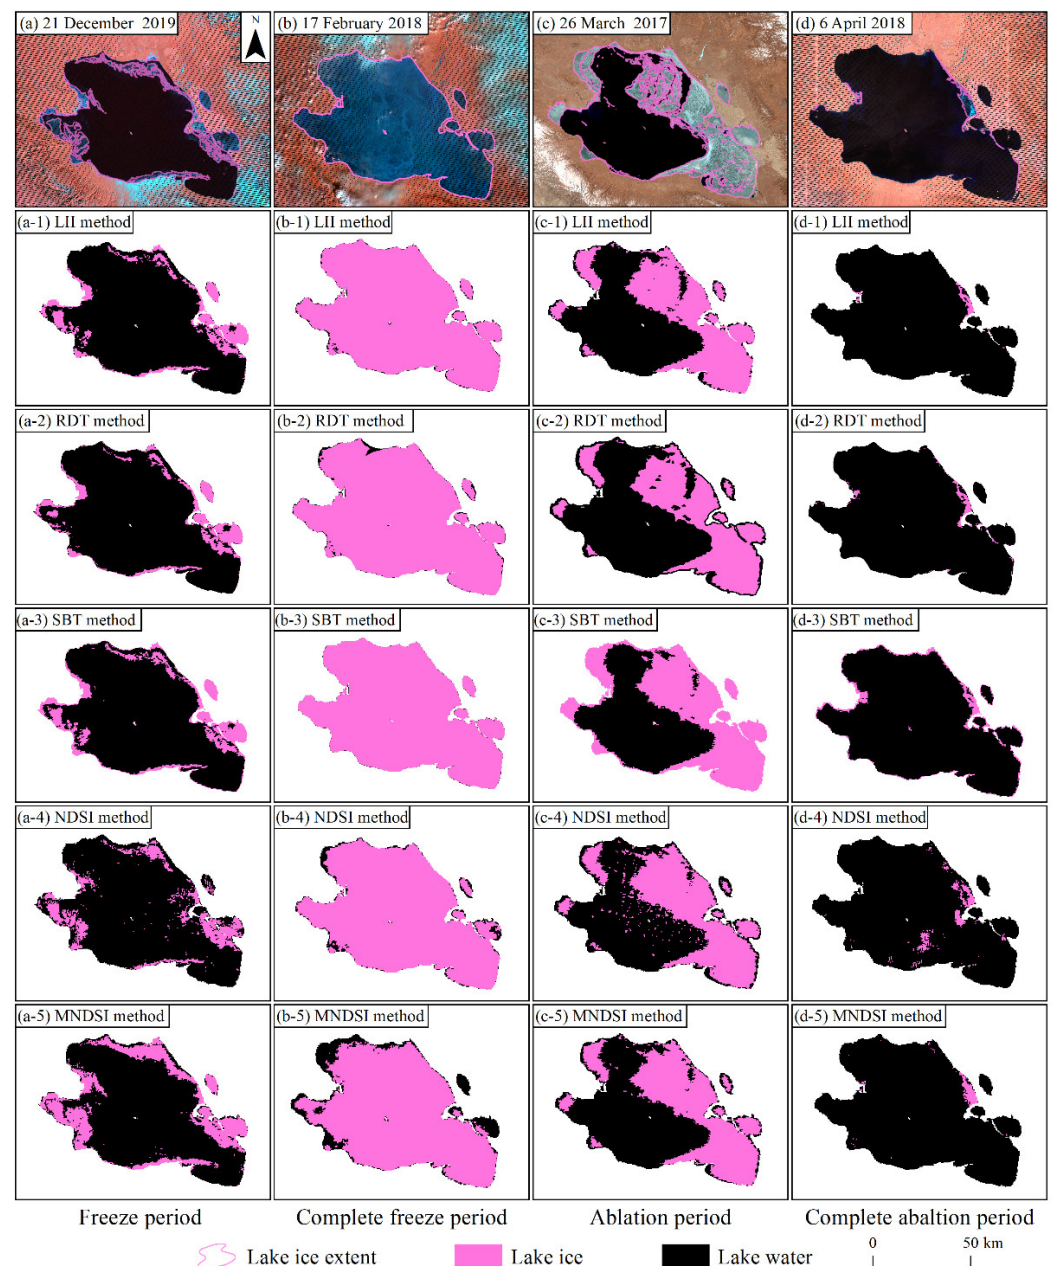 (a) 21 December 2019
(b) 17 February 2018
(c) 26 March 2017
(d) 6 April 2018
N
(a-1) LII method
(b-1) LII method
(c-1) LII method
(d-1) LII method
(a-2) RDT method
(b-2) RDT method
(c-2) RDT method
(d-2) RDT method
(a-3) SBT method
(b-3) SBT method
(c-3) SBT method
(d-3) SBT method
(a-4) NDSI method
(b-4) NDSI method
(c-4) NDSI method
(d-4) NDSI method
(a-5) MNDSI method
(b-5) MNDSI method
(c-5) MNDSI method
(d-5) MNDSI method
Freeze period
Complete freeze period
Ablation period
Complete abaltion period
Lake ice extent
Lake ice
Lake water
0 50 km